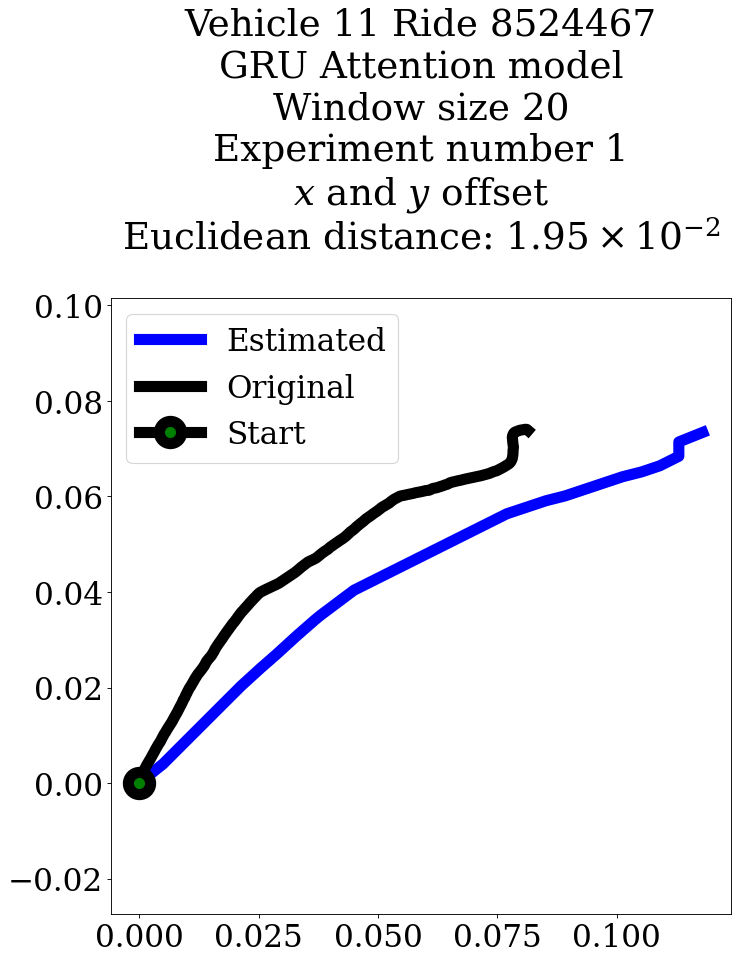 Vehicle 11 Ride 8524467
GRU Attention model
Window size 20
Experiment number 1
x and y offset
Euclidean distance: 1.95 × 10⁻²
Estimated
Original
Start
0.10
0.08
0.06
0.04
0.02
0.00
−0.02
0.000 0.025 0.050 0.075 0.100